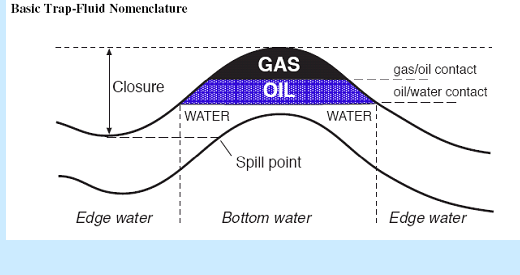 Basic Trap-Fluid Nomenclature
GAS
gas/oil contact
Closure
OIL
oil/water contact
WATER
WATER
Spill point
Edge water
Bottom water
Edge water